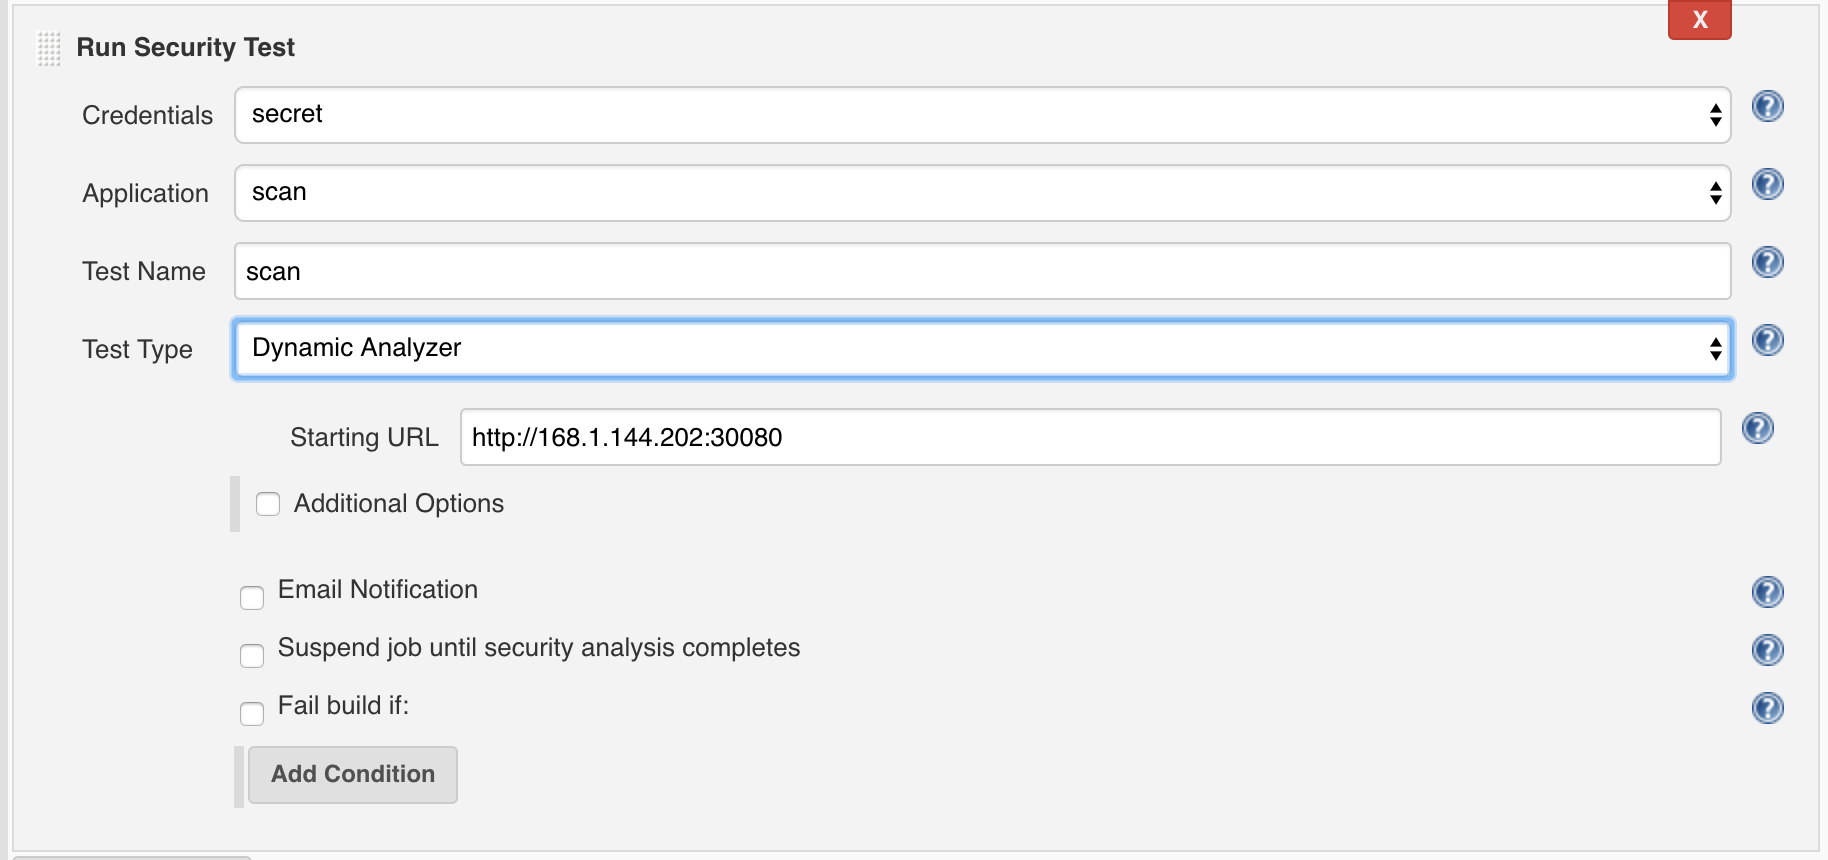 X
Run Security Test
Credentials secret
Application scan
Test Name scan
Test Type Dynamic Analyzer
Starting URL http://168.1.144.202:30080
Additional Options
Email Notification
Suspend job until security analysis completes
Fail build if:
Add Condition